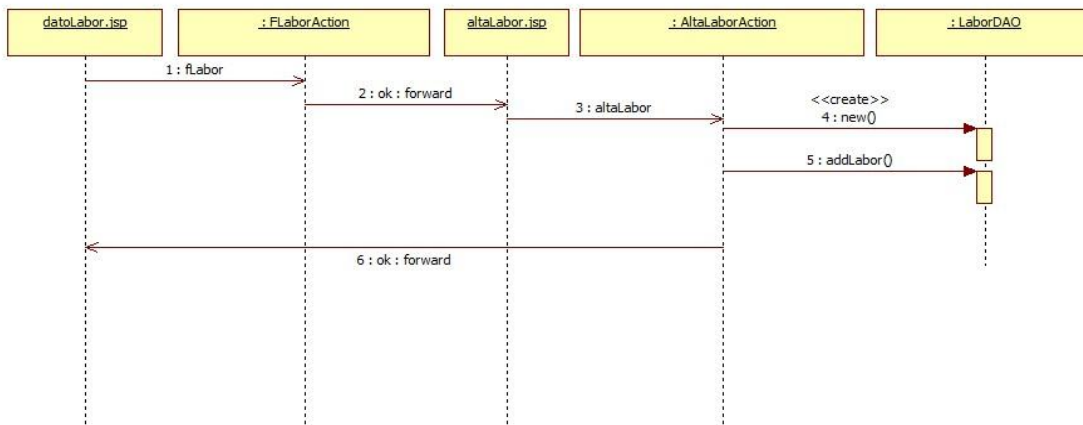 datoLabor.jsp
: FLaborAction
altaLabor.jsp
: AltaLaborAction
: LaborDAO
1 : fLabor
2 : ok : forward
3 : altaLabor
<<create>>
4 : new()
5 : addLabor()
6 : ok : forward